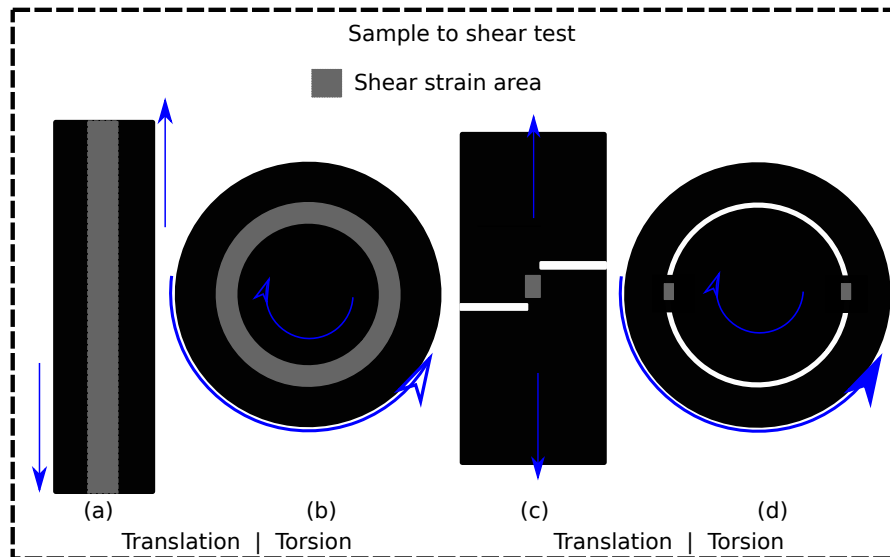 Sample to shear test
Shear strain area
(a) (b) (c) (d)
Translation | Torsion Translation | Torsion